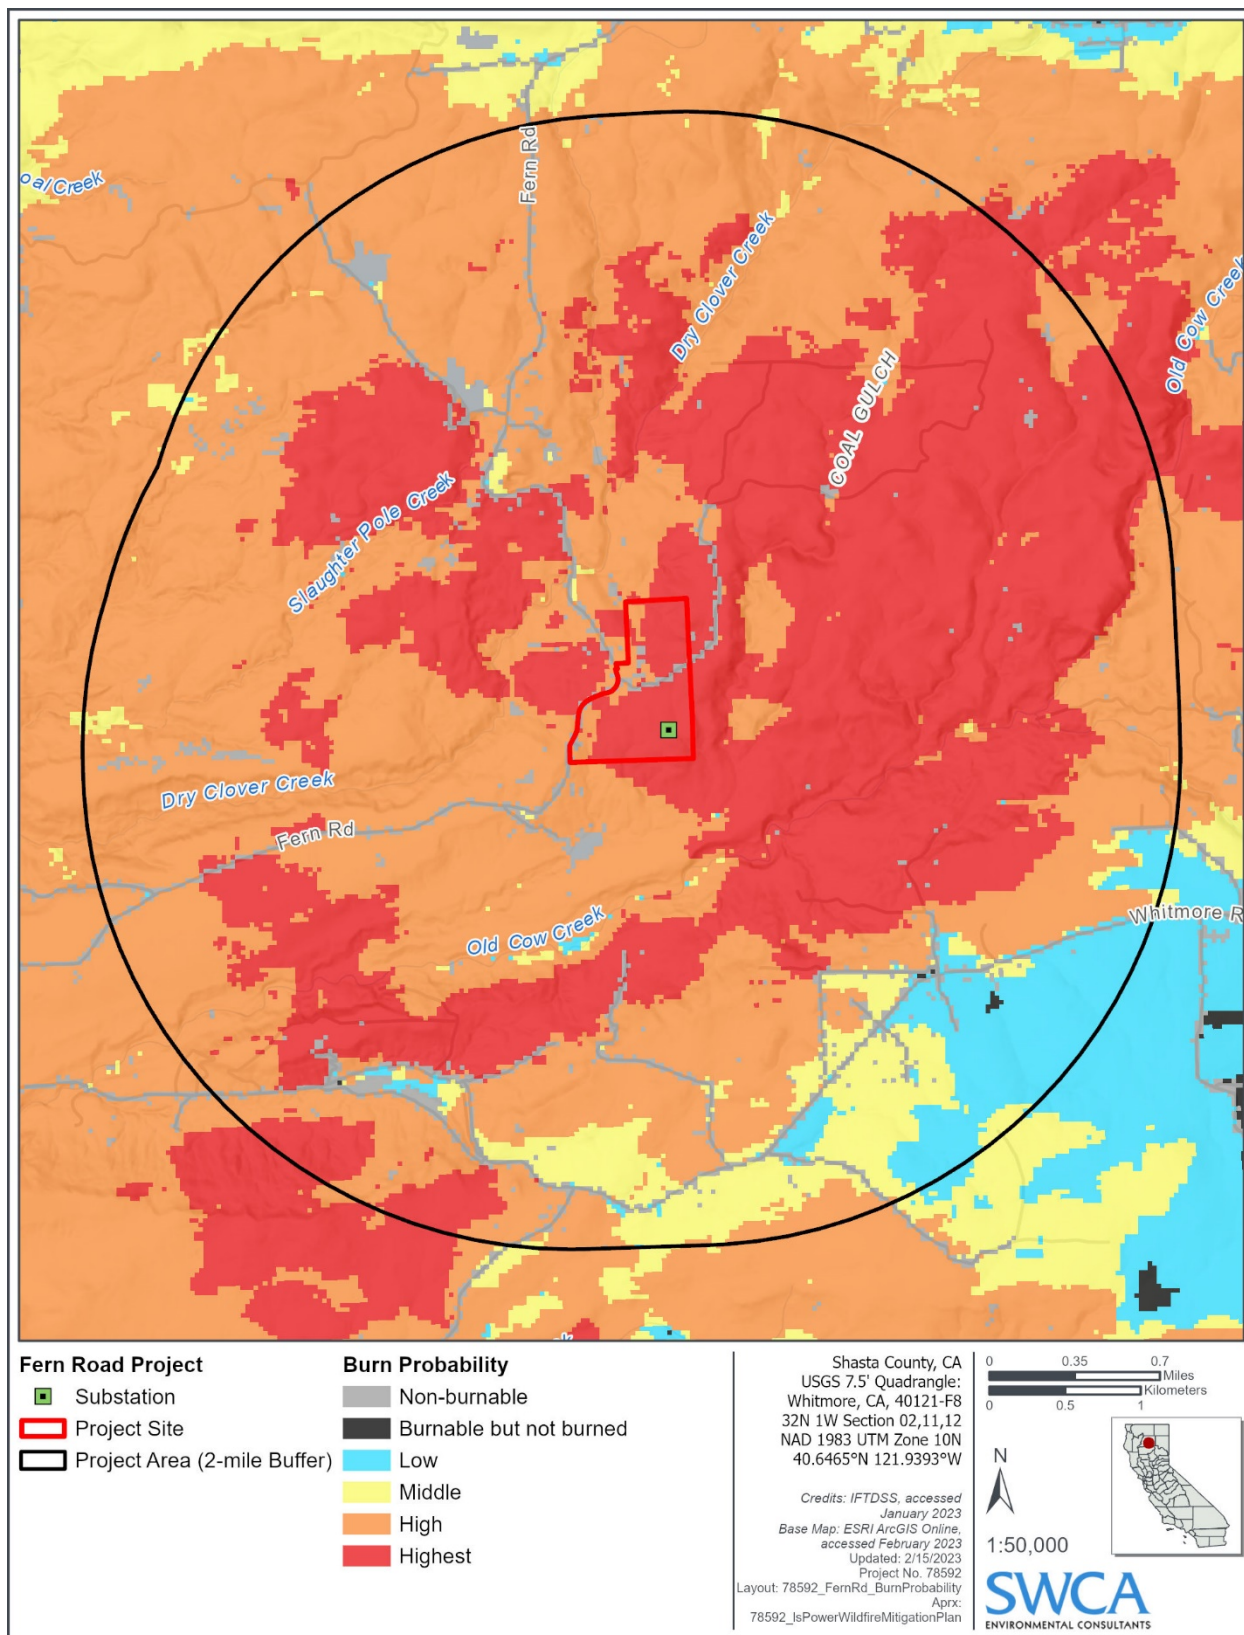 Fern Rd
oal Creek
Dry Clover Creek
Old Cow Creek
COAL GULCH
Slaughter Pole Creek
Dry Clover Creek
Fern Rd
Old Cow Creek
Whitmore R
Fern Road Project
Substation
Project Site
Project Area (2-mile Buffer)
Burn Probability
Non-burnable
Burnable but not burned
Low
Middle
High
Highest
Shasta County, CA
USGS 7.5' Quadrangle:
Whitmore, CA, 40121-F8
32N 1W Section 02,11,12
NAD 1983 UTM Zone 10N
40.6465°N 121.9393°W
Credits: IFTDSS, accessed
January 2023
Base Map: ESRI ArcGIS Online,
accessed February 2023
Updated: 2/15/2023
Project No. 78592
Layout: 78592_FernRd_BurnProbability
Aprx:
78592_IsPowerWildfireMitigationPlan
0 0.35 0.7
Miles
Kilometers
0 0.5 1
N
1:50,000
SWCA
ENVIRONMENTAL CONSULTANTS